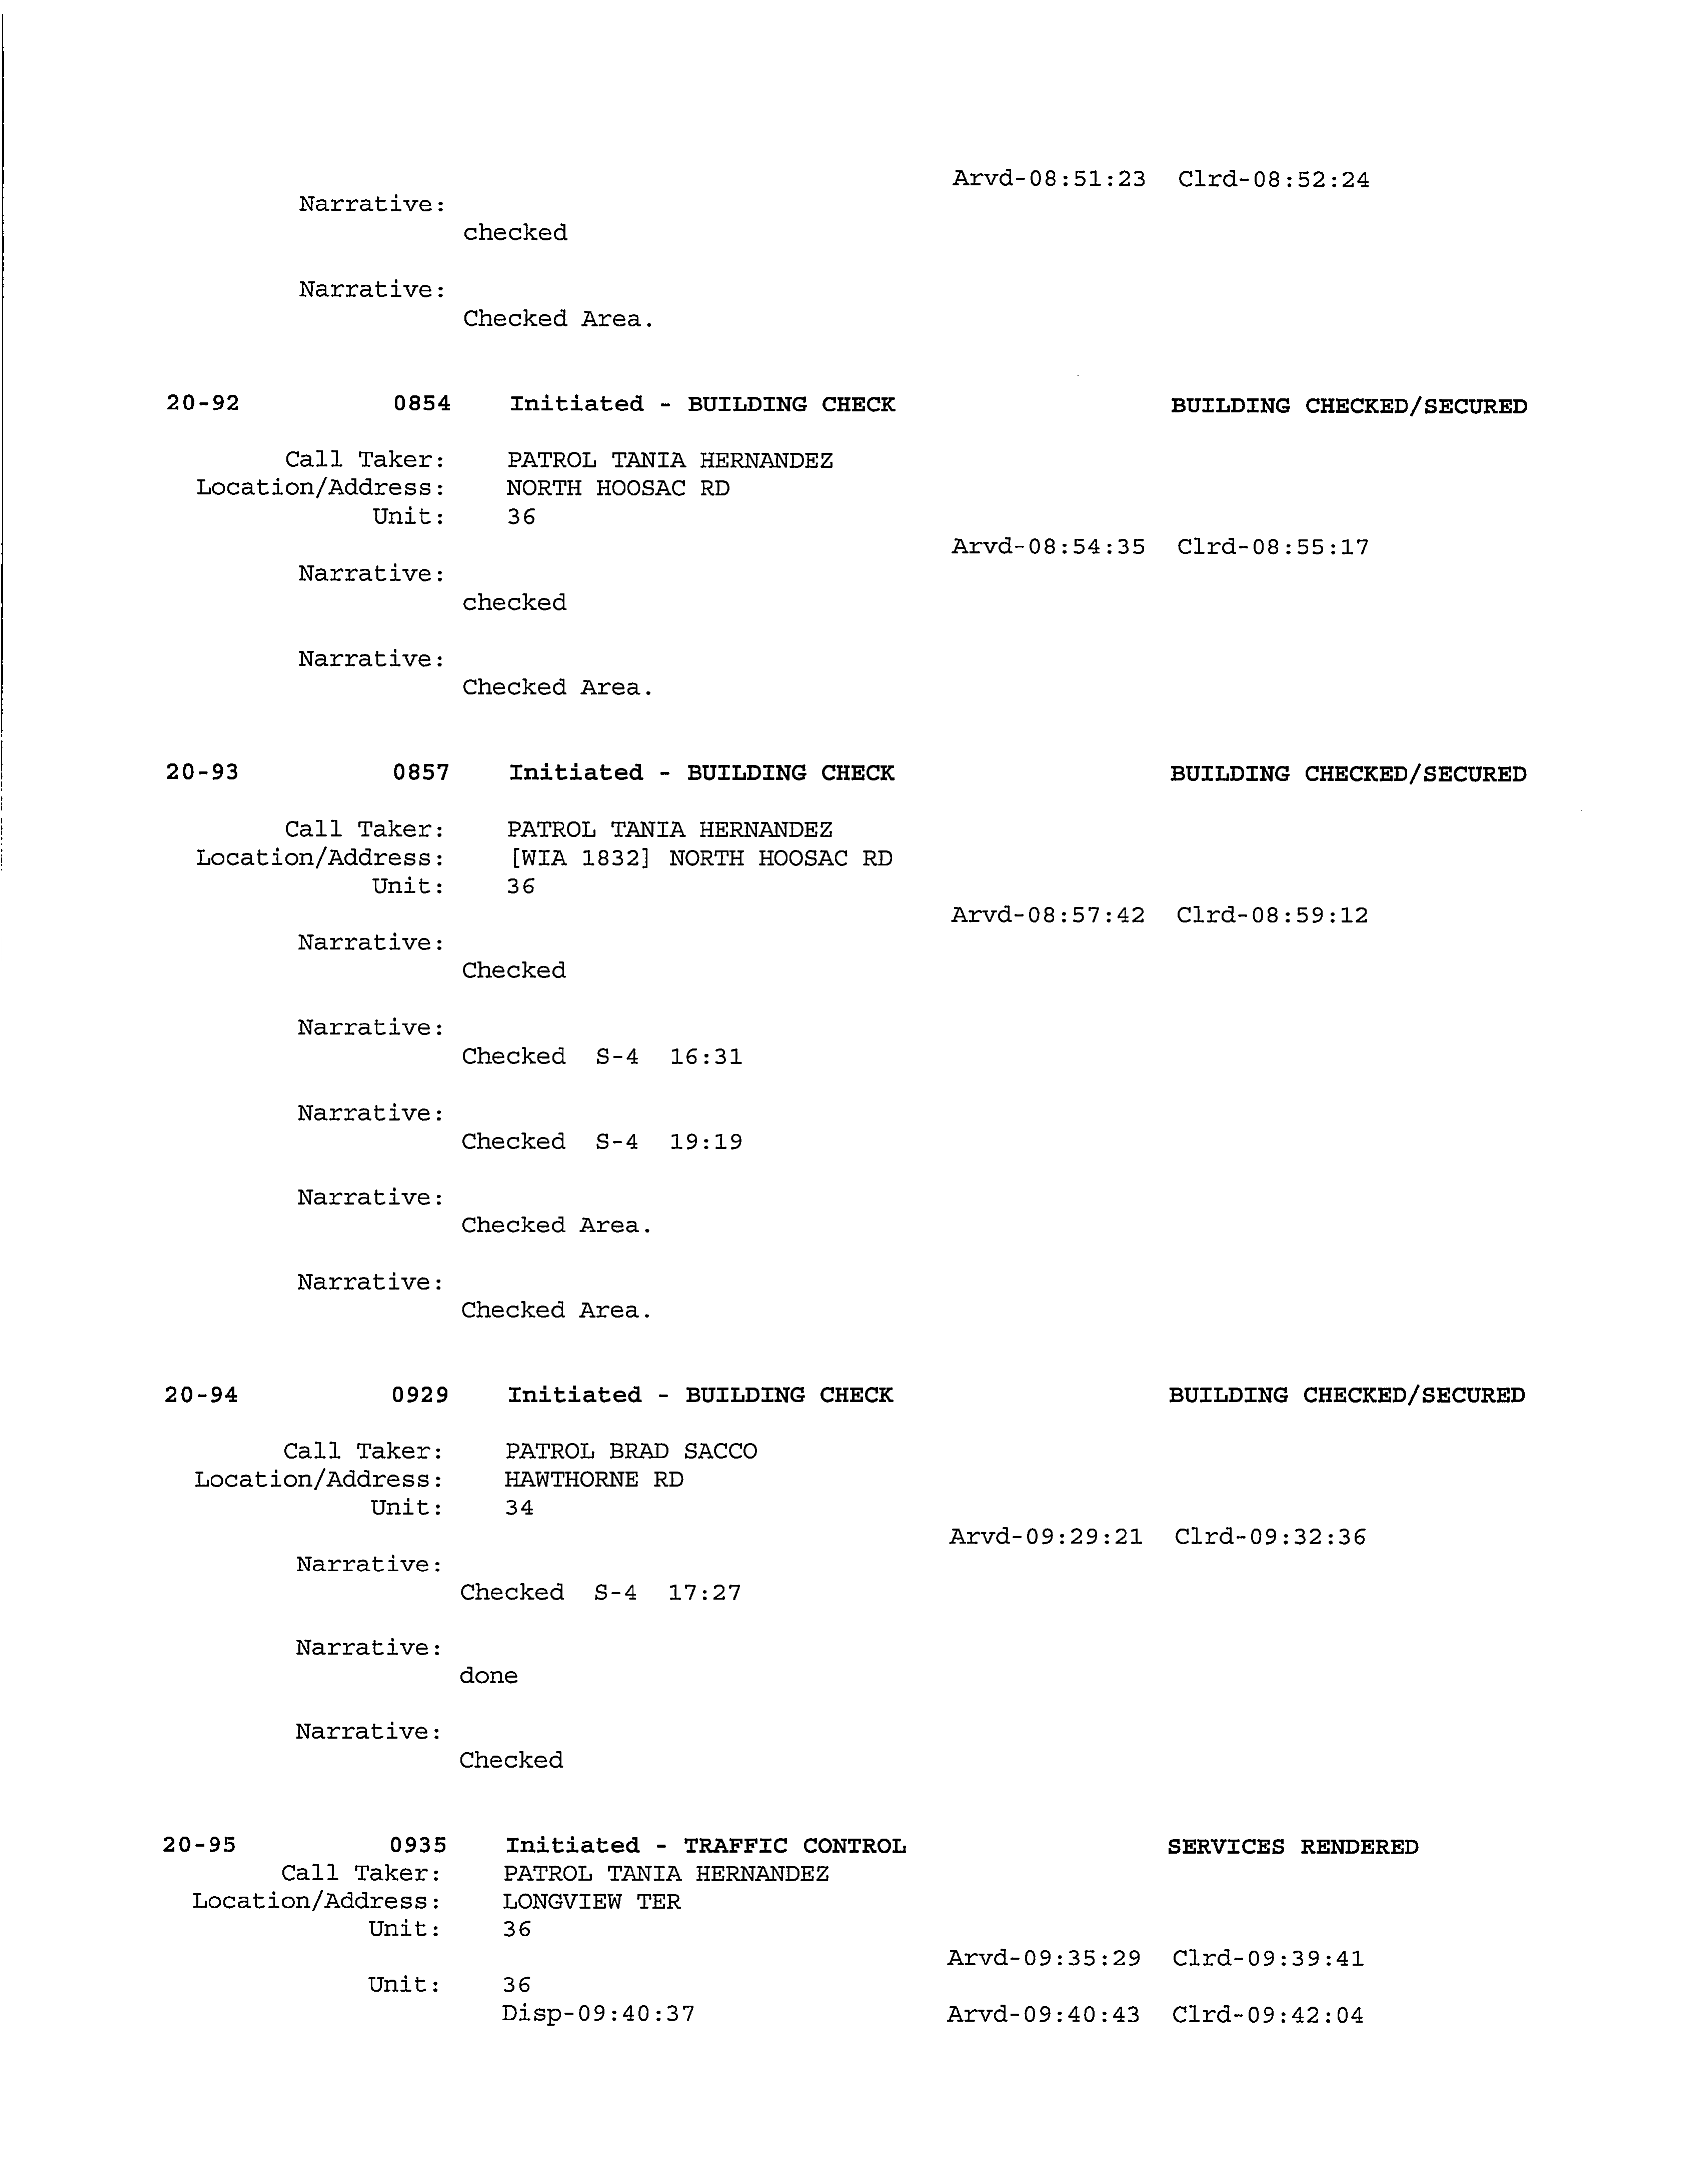 Arvd-08:51:23 Clrd-08:52:24
Narrative:
checked
Narrative:
Checked Area.
20-92 0854 Initiated - BUILDING CHECK BUILDING CHECKED/SECURED
Call Taker: PATROL TANIA HERNANDEZ
Location/Address: NORTH HOOSAC RD
Unit: 36
Arvd-08:54:35 Clrd-08:55:17
Narrative:
checked
Narrative:
Checked Area.
20-93 0857 Initiated - BUILDING CHECK BUILDING CHECKED/SECURED
Call Taker: PATROL TANIA HERNANDEZ
Location/Address: [WIA 1832] NORTH HOOSAC RD
Unit: 36
Arvd-08:57:42 Clrd-08:59:12
Narrative:
Checked
Narrative:
Checked S-4 16:31
Narrative:
Checked S-4 19:19
Narrative:
Checked Area.
Narrative:
Checked Area.
20-94 0929 Initiated - BUILDING CHECK BUILDING CHECKED/SECURED
Call Taker: PATROL BRAD SACCO
Location/Address: HAWTHORNE RD
Unit: 34
Arvd-09:29:21 Clrd-09:32:36
Narrative:
Checked S-4 17:27
Narrative:
done
Narrative:
Checked
20-95 0935 Initiated - TRAFFIC CONTROL SERVICES RENDERED
Call Taker: PATROL TANIA HERNANDEZ
Location/Address: LONGVIEW TER
Unit: 36
Arvd-09:35:29 Clrd-09:39:41
Unit: 36
Disp-09:40:37 Arvd-09:40:43 Clrd-09:42:04